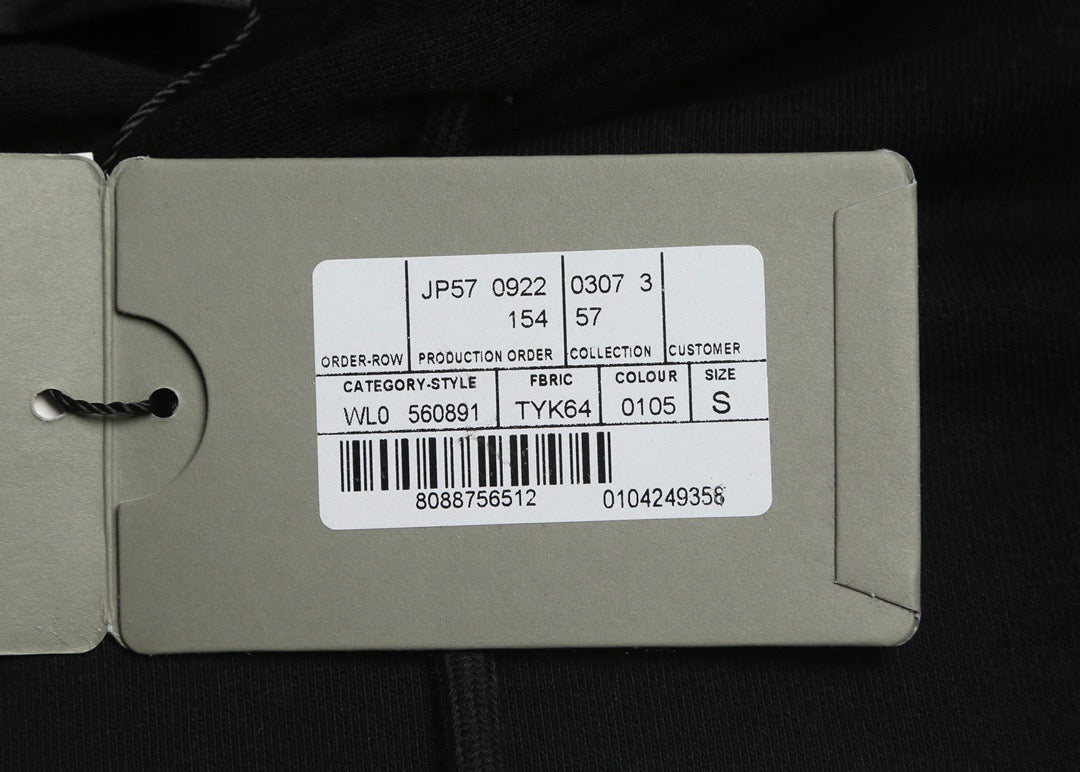 JP57 0922 0307 3
154 57
ORDER-ROW PRODUCTION ORDER COLLECTION CUSTOMER
CATEGORY-STYLE FBRIC COLOUR SIZE
WL0 560891 TYK64 0105 S
8088756512 0104249358